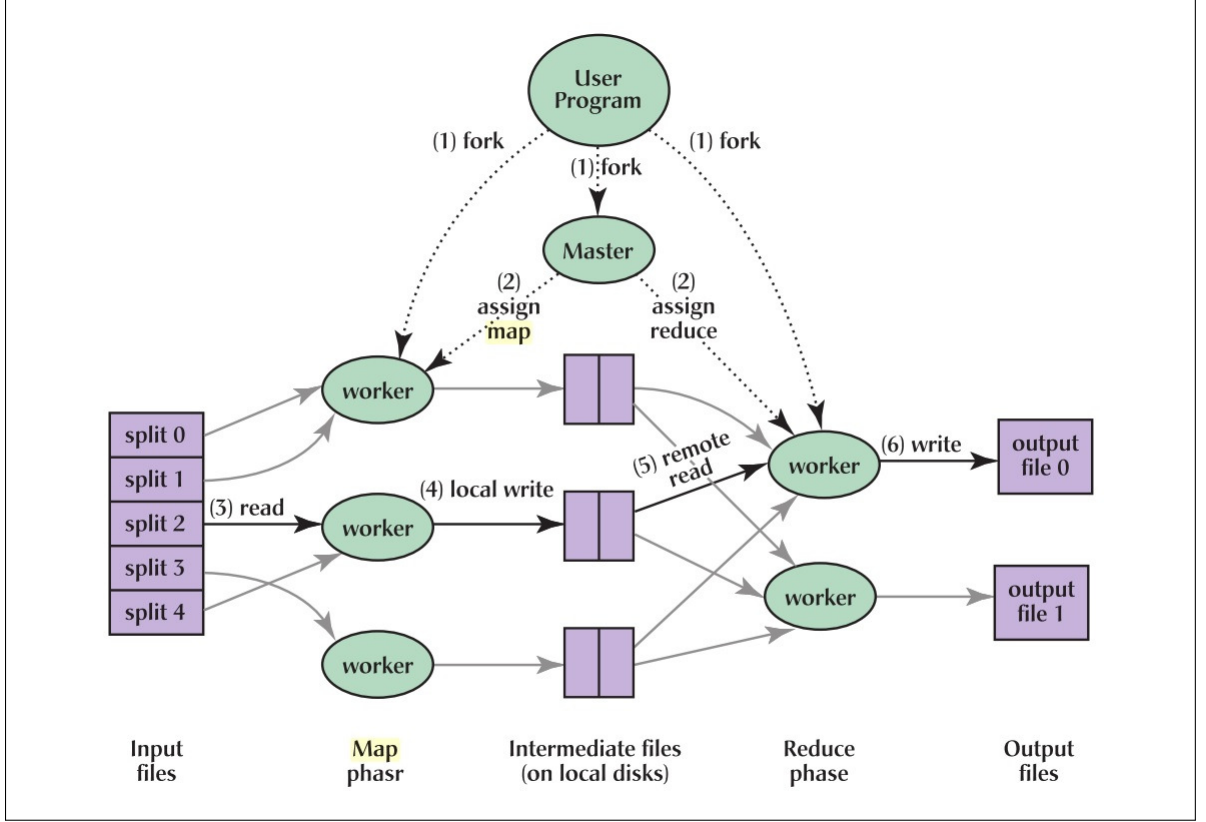 User
Program
(1) fork
(1) fork
(1) fork
Master
(2)
assign
map
(2)
assign
reduce
worker
split 0
split 1
split 2
split 3
split 4
(3) read
worker
(4) local write
(5) remote
read
worker
(6) write
output
file 0
worker
output
file 1
worker
Input
files
Map
phasr
Intermediate files
(on local disks)
Reduce
phase
Output
files